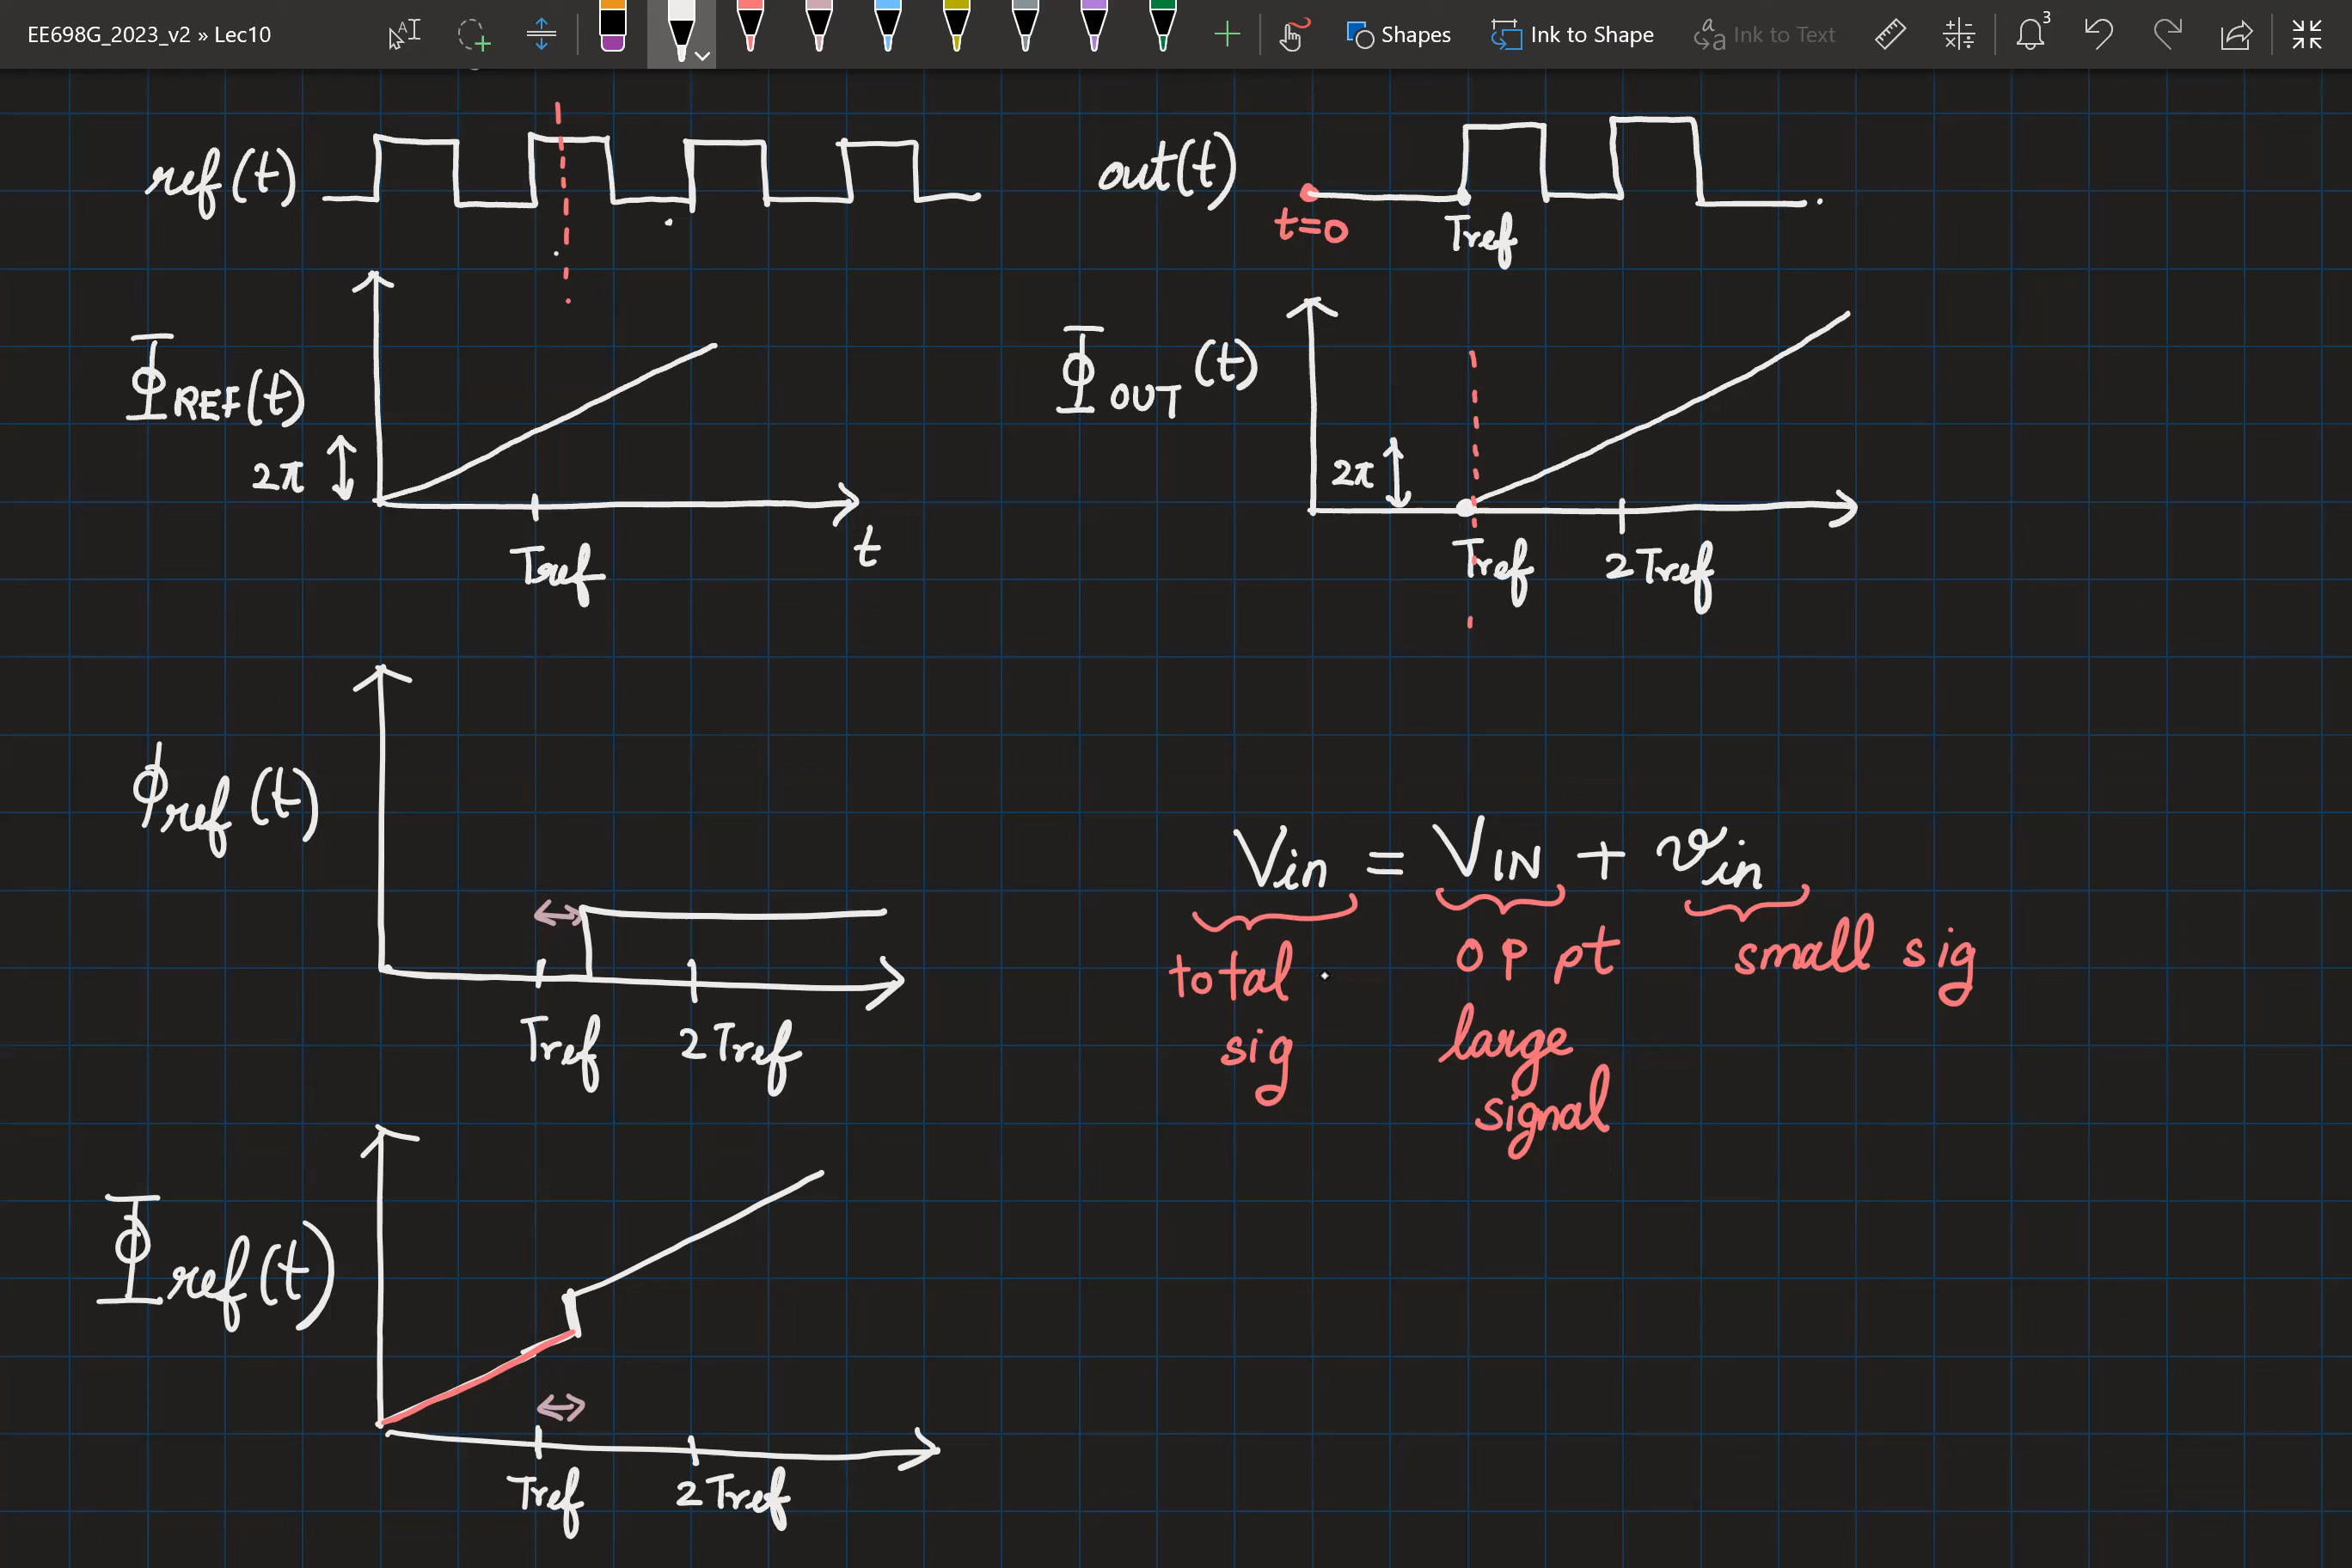 EE698G_2023_v2 » Lec10
Shapes
Ink to Shape
Ink to Text
3
ref(t)
out(t)
t=0
Tref
Φ̄REF(t)
2π
Tref
t
Φ̄OUT(t)
2π
Tref
2Tref
ϕref(t)
Tref
2Tref
Vin = VIN + vin
total
sig
op pt
large
signal
small sig
Φ̄ref(t)
Tref
2Tref